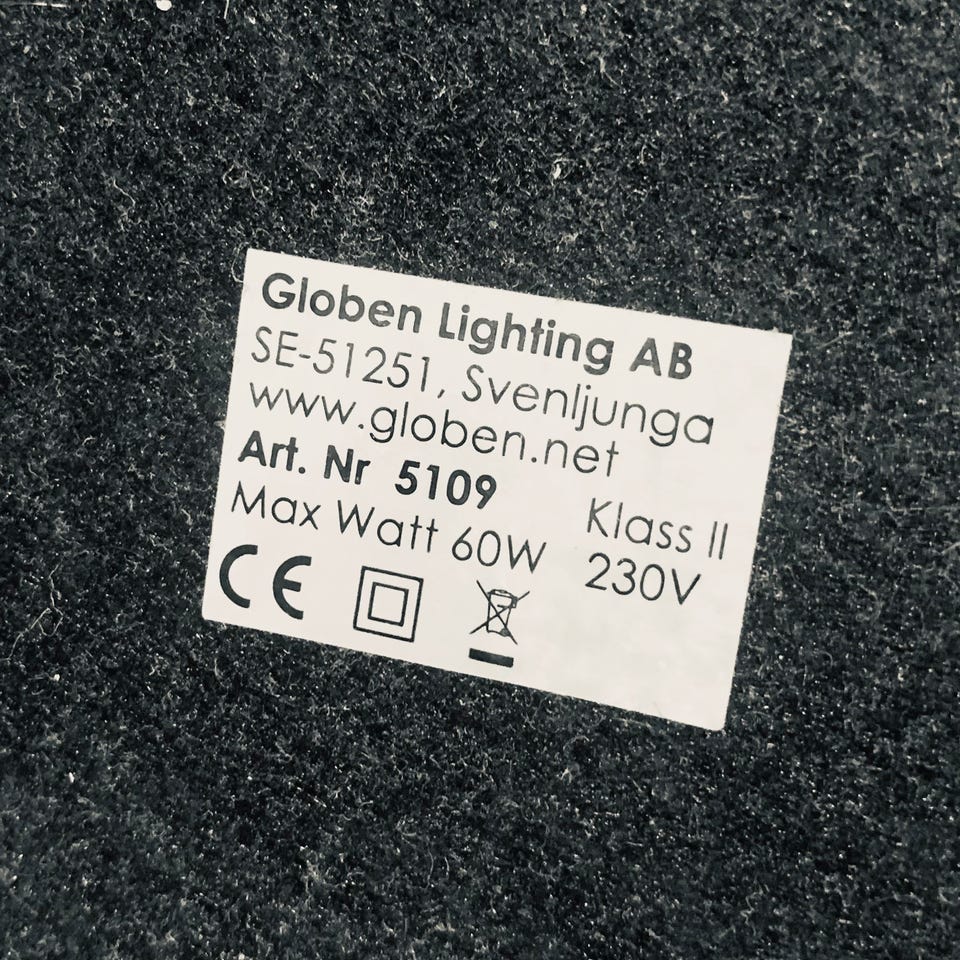 Globen Lighting AB
SE-51251, Svenljunga
www.globen.net
Art. Nr 5109
Klass II
Max Watt 60W 230V
CE